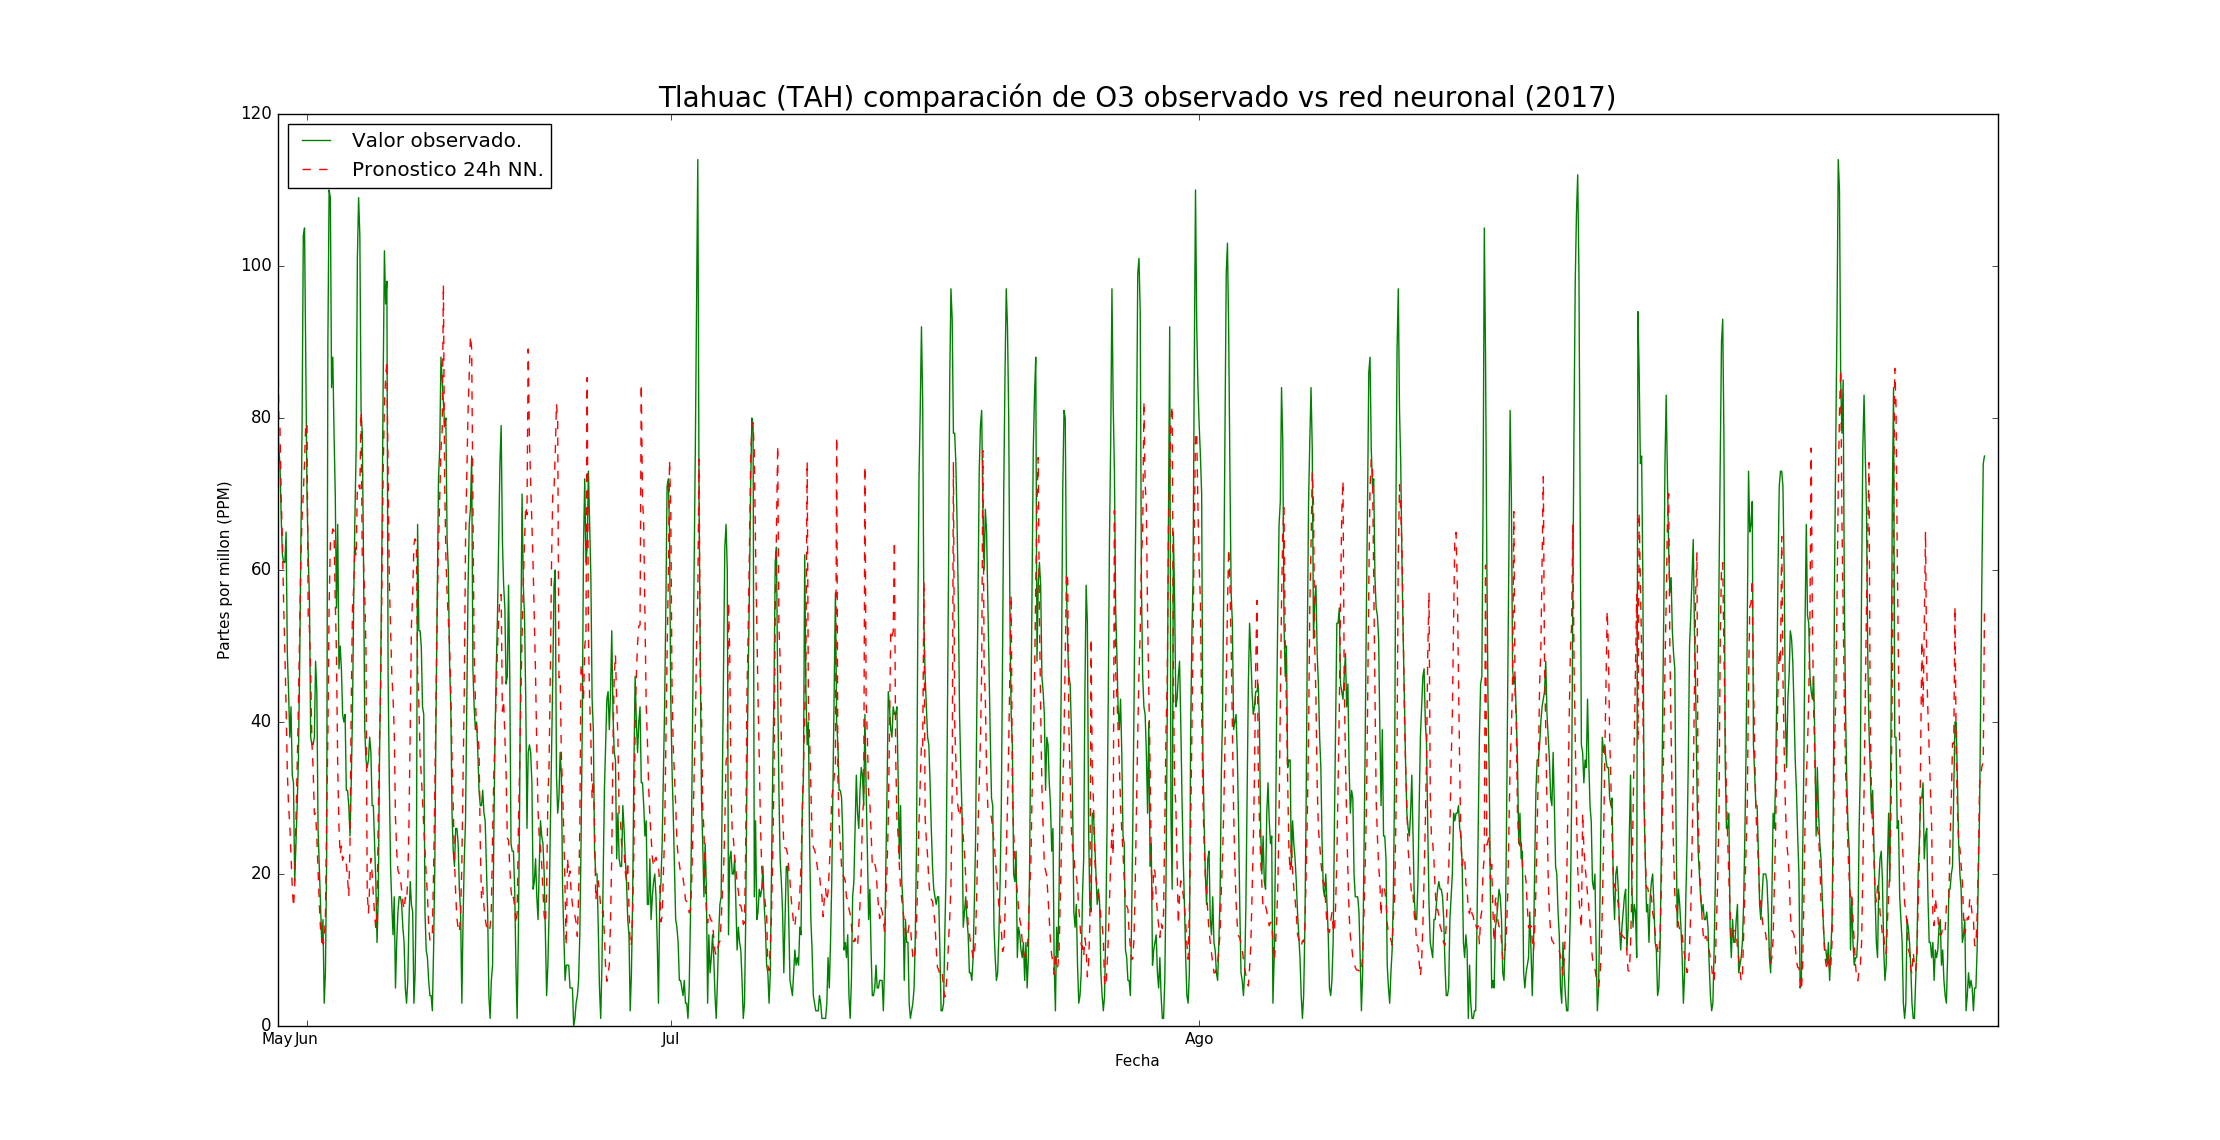 Tlahuac (TAH) comparación de O3 observado vs red neuronal (2017)
Valor observado.
Pronostico 24h NN.
Partes por millon (PPM)
120
100
80
60
40
20
0
May Jun Jul Ago
Fecha